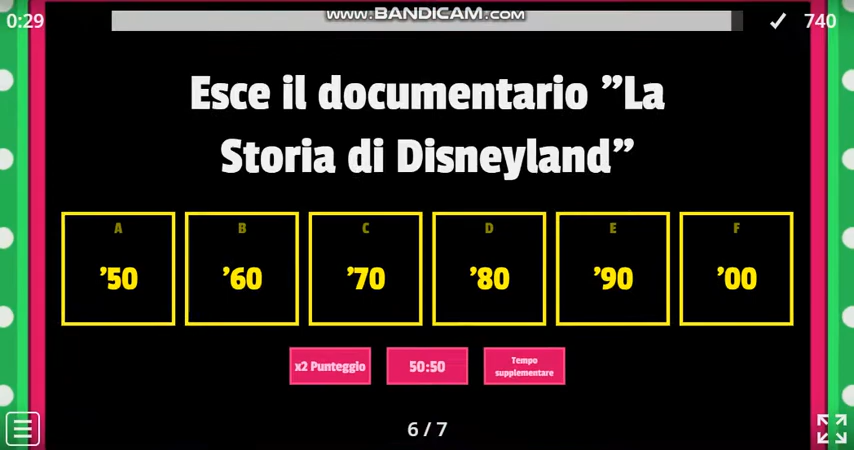 www.BANDICAM.com
0:29
740
Esce il documentario "La
Storia di Disneyland"
A
B
C
D
E
F
'50
'60
'70
'80
'90
'00
x2 Punteggio
50:50
Tempo
supplementare
6 / 7